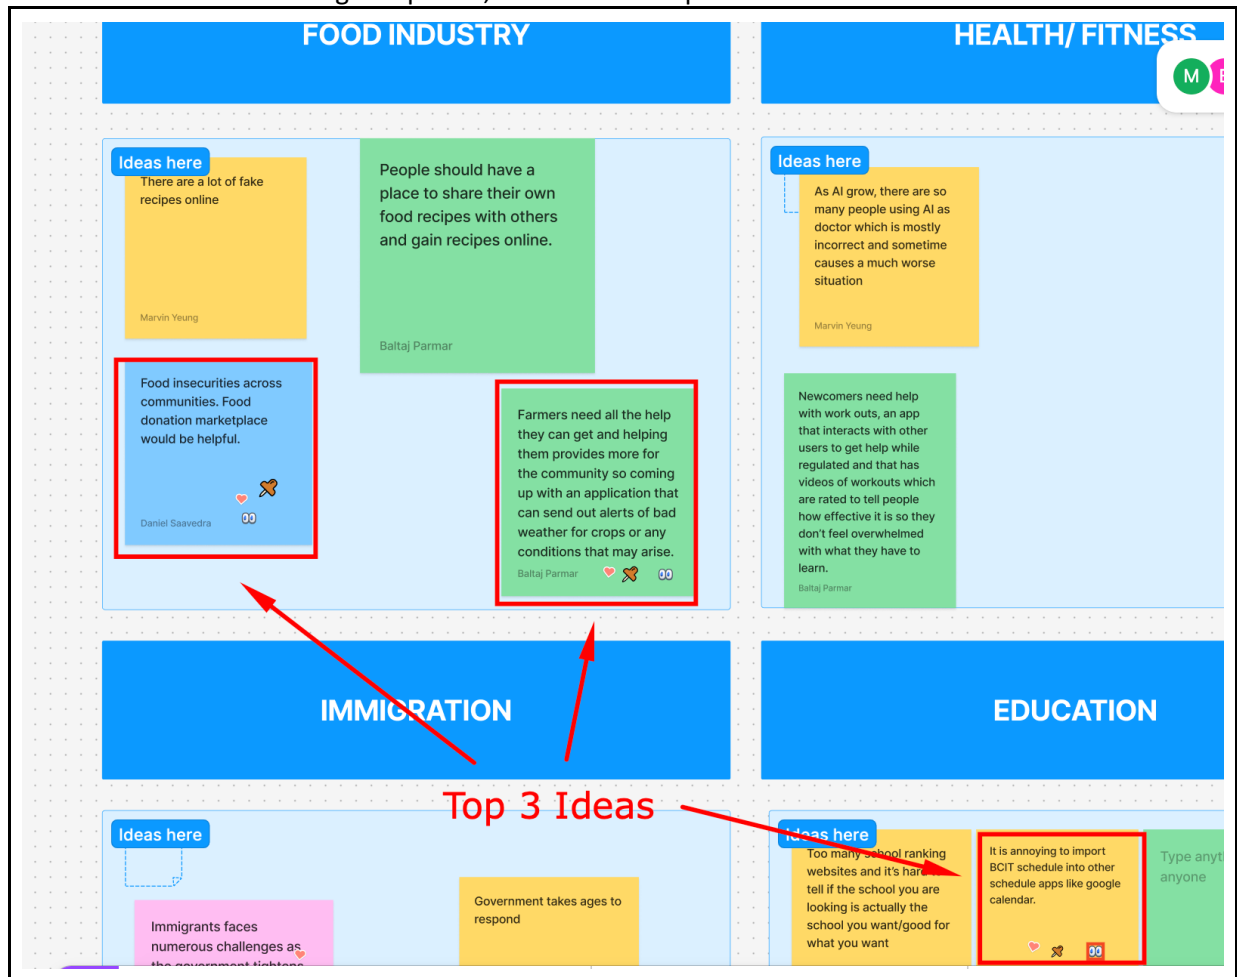 FOOD INDUSTRY
HEALTH/ FITNESS
M
Ideas here
There are a lot of fake
recipes online
Marvin Yeung
People should have a
place to share their own
food recipes with others
and gain recipes online.
Baltaj Parmar
Food insecurities across
communities. Food
donation marketplace
would be helpful.
Daniel Saavedra
Farmers need all the help
they can get and helping
them provides more for
the community so coming
up with an application that
can send out alerts of bad
weather for crops or any
conditions that may arise.
Baltaj Parmar
Ideas here
As AI grow, there are so
many people using AI as
doctor which is mostly
incorrect and sometime
causes a much worse
situation
Marvin Yeung
Newcomers need help
with work outs, an app
that interacts with other
users to get help while
regulated and that has
videos of workouts which
are rated to tell people
how effective it is so they
don't feel overwhelmed
with what they have to
learn.
Baltaj Parmar
IMMIGRATION
EDUCATION
Top 3 Ideas
Ideas here
Immigrants faces
numerous challenges as
the government tightens
Government takes ages to
respond
Ideas here
Too many school ranking
websites and it's hard to
tell if the school you are
looking is actually the
school you want/good for
what you want
It is annoying to import
BCIT schedule into other
schedule apps like google
calendar.
Type anyt
anyone